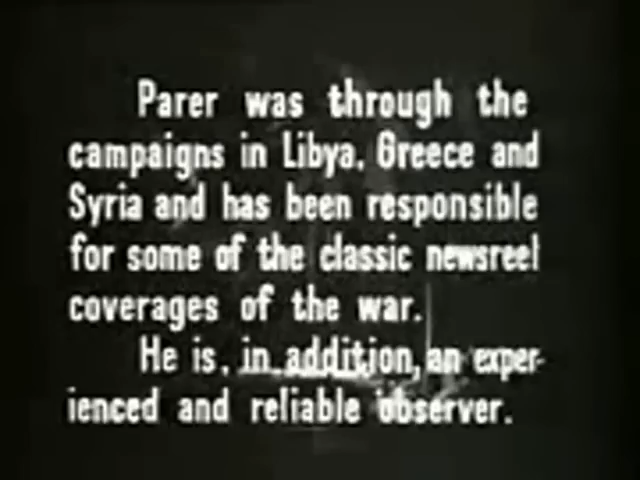 Parer was through the
campaigns in Libya, Greece and
Syria and has been responsible
for some of the classic newsreel
coverages of the war.
He is, in addition, an exper-
ienced and reliable observer.